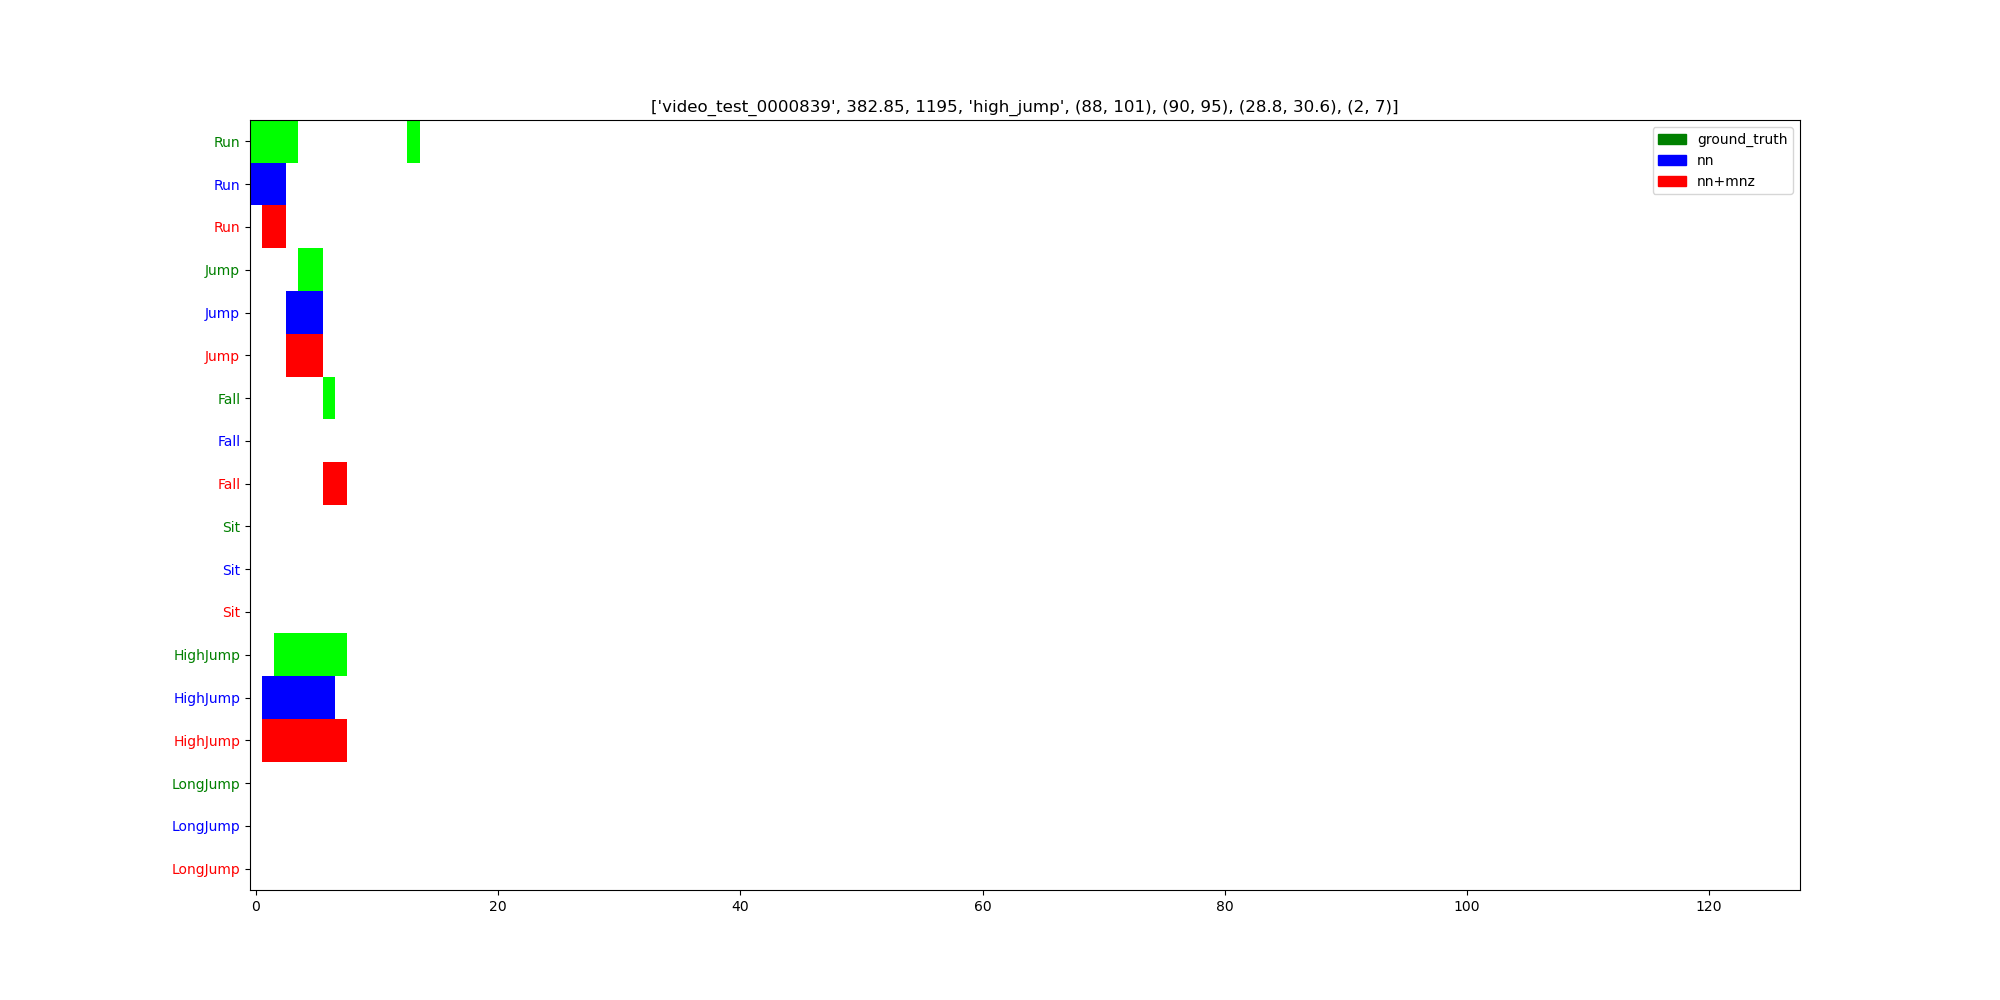 ['video_test_0000839', 382.85, 1195, 'high_jump', (88, 101), (90, 95), (28.8, 30.6), (2, 7)]
ground_truth
nn
nn+mnz
Run
Run
Run
Jump
Jump
Jump
Fall
Fall
Fall
Sit
Sit
Sit
HighJump
HighJump
HighJump
LongJump
LongJump
LongJump
0 20 40 60 80 100 120